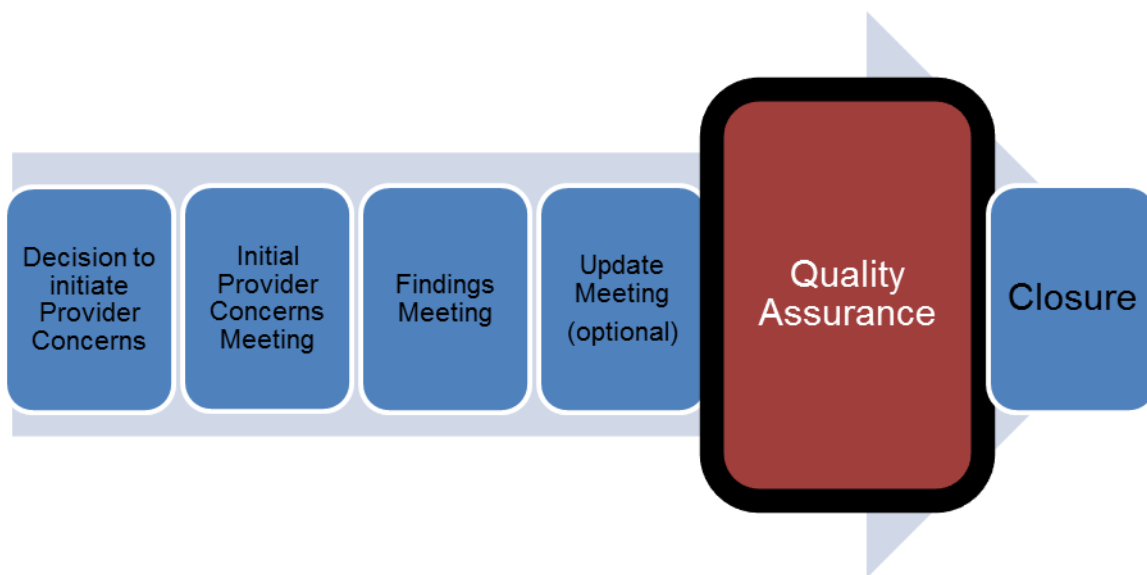 Decision to
initiate
Provider
Concerns
Initial
Provider
Concerns
Meeting
Findings
Meeting
Update
Meeting
(optional)
Quality
Assurance
Closure